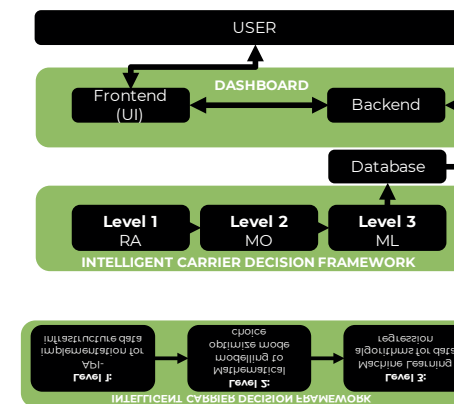 USER
DASHBOARD
Frontend
(UI)
Backend
Database
Level 1
RA
Level 2
MO
Level 3
ML
INTELLIGENT CARRIER DECISION FRAMEWORK
INTELLIGENT CARRIER DECISION FRAMEWORK
Level 1:
API-
implementation for
infrastructure data
Level 2:
Mathematical
modelling to
optimize mode
choice
Level 3:
Machine Learning
algorithms for data
regression